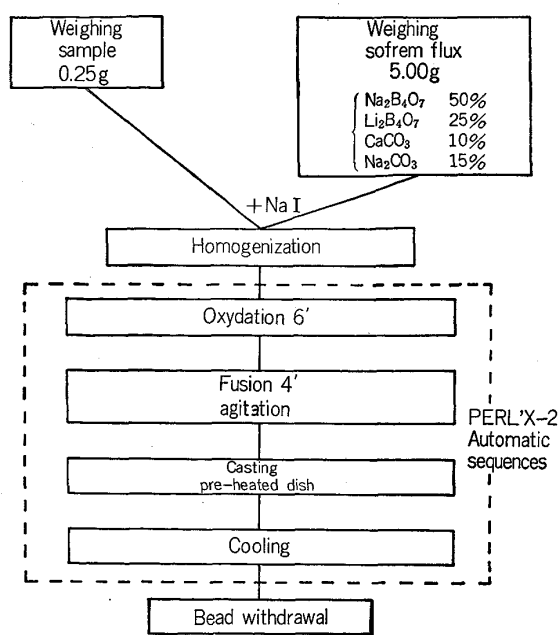 Weighing
sample
0.25g
Weighing
sofrem flux
5.00g
Na₂B₄O₇ 50%
Li₂B₄O₇ 25%
CaCO₃ 10%
Na₂CO₃ 15%
+NaI
Homogenization
Oxydation 6′
Fusion 4′
agitation
Casting
pre-heated dish
Cooling
PERL'X-2
Automatic
sequences
Bead withdrawal